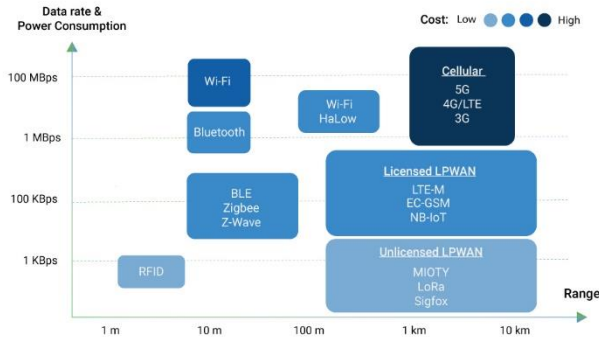 Data rate &
Power Consumption
Cost: Low High
100 MBps
1 MBps
100 KBps
1 KBps
Wi-Fi
Bluetooth
Wi-Fi
HaLow
Cellular
5G
4G/LTE
3G
BLE
Zigbee
Z-Wave
Licensed LPWAN
LTE-M
EC-GSM
NB-IoT
RFID
Unlicensed LPWAN
MIOTY
LoRa
Sigfox
Range
1 m
10 m
100 m
1 km
10 km